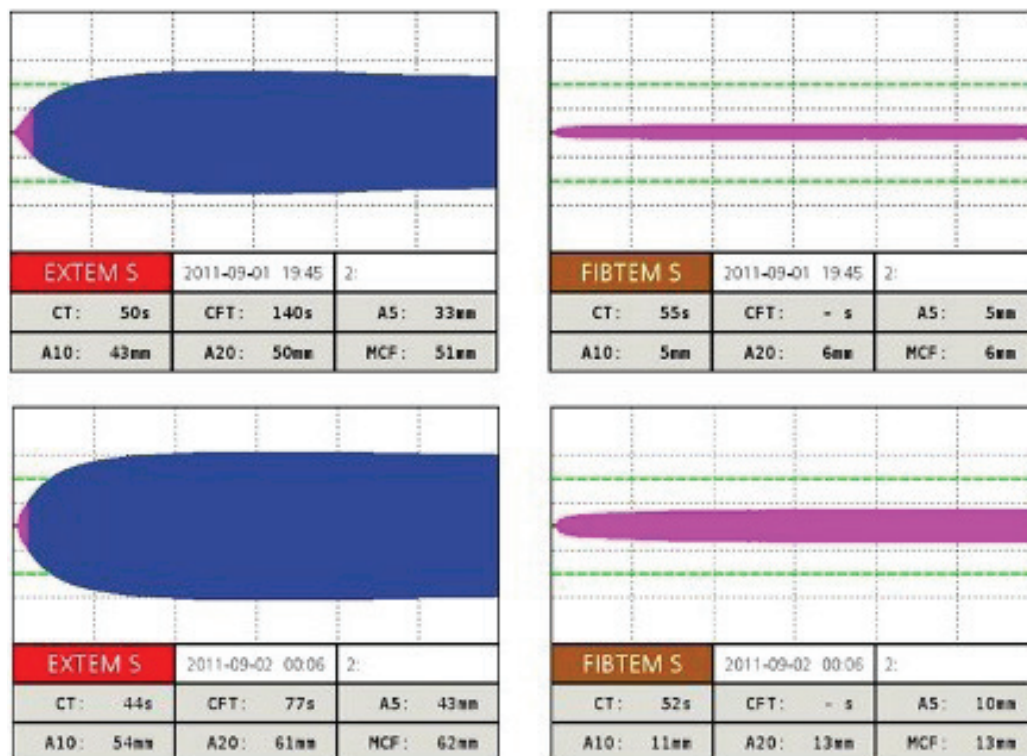 EXTEM S 2011-09-01 19:45 2:
CT: 50s CFT: 140s A5: 33mm
A10: 43mm A20: 50mm MCF: 51mm
FIBTEM S 2011-09-01 19:45 2:
CT: 55s CFT: - s A5: 5mm
A10: 5mm A20: 6mm MCF: 6mm
EXTEM S 2011-09-02 00:06 2:
CT: 44s CFT: 77s A5: 43mm
A10: 54mm A20: 61mm MCF: 62mm
FIBTEM S 2011-09-02 00:06 2:
CT: 52s CFT: - s A5: 10mm
A10: 11mm A20: 13mm MCF: 13mm